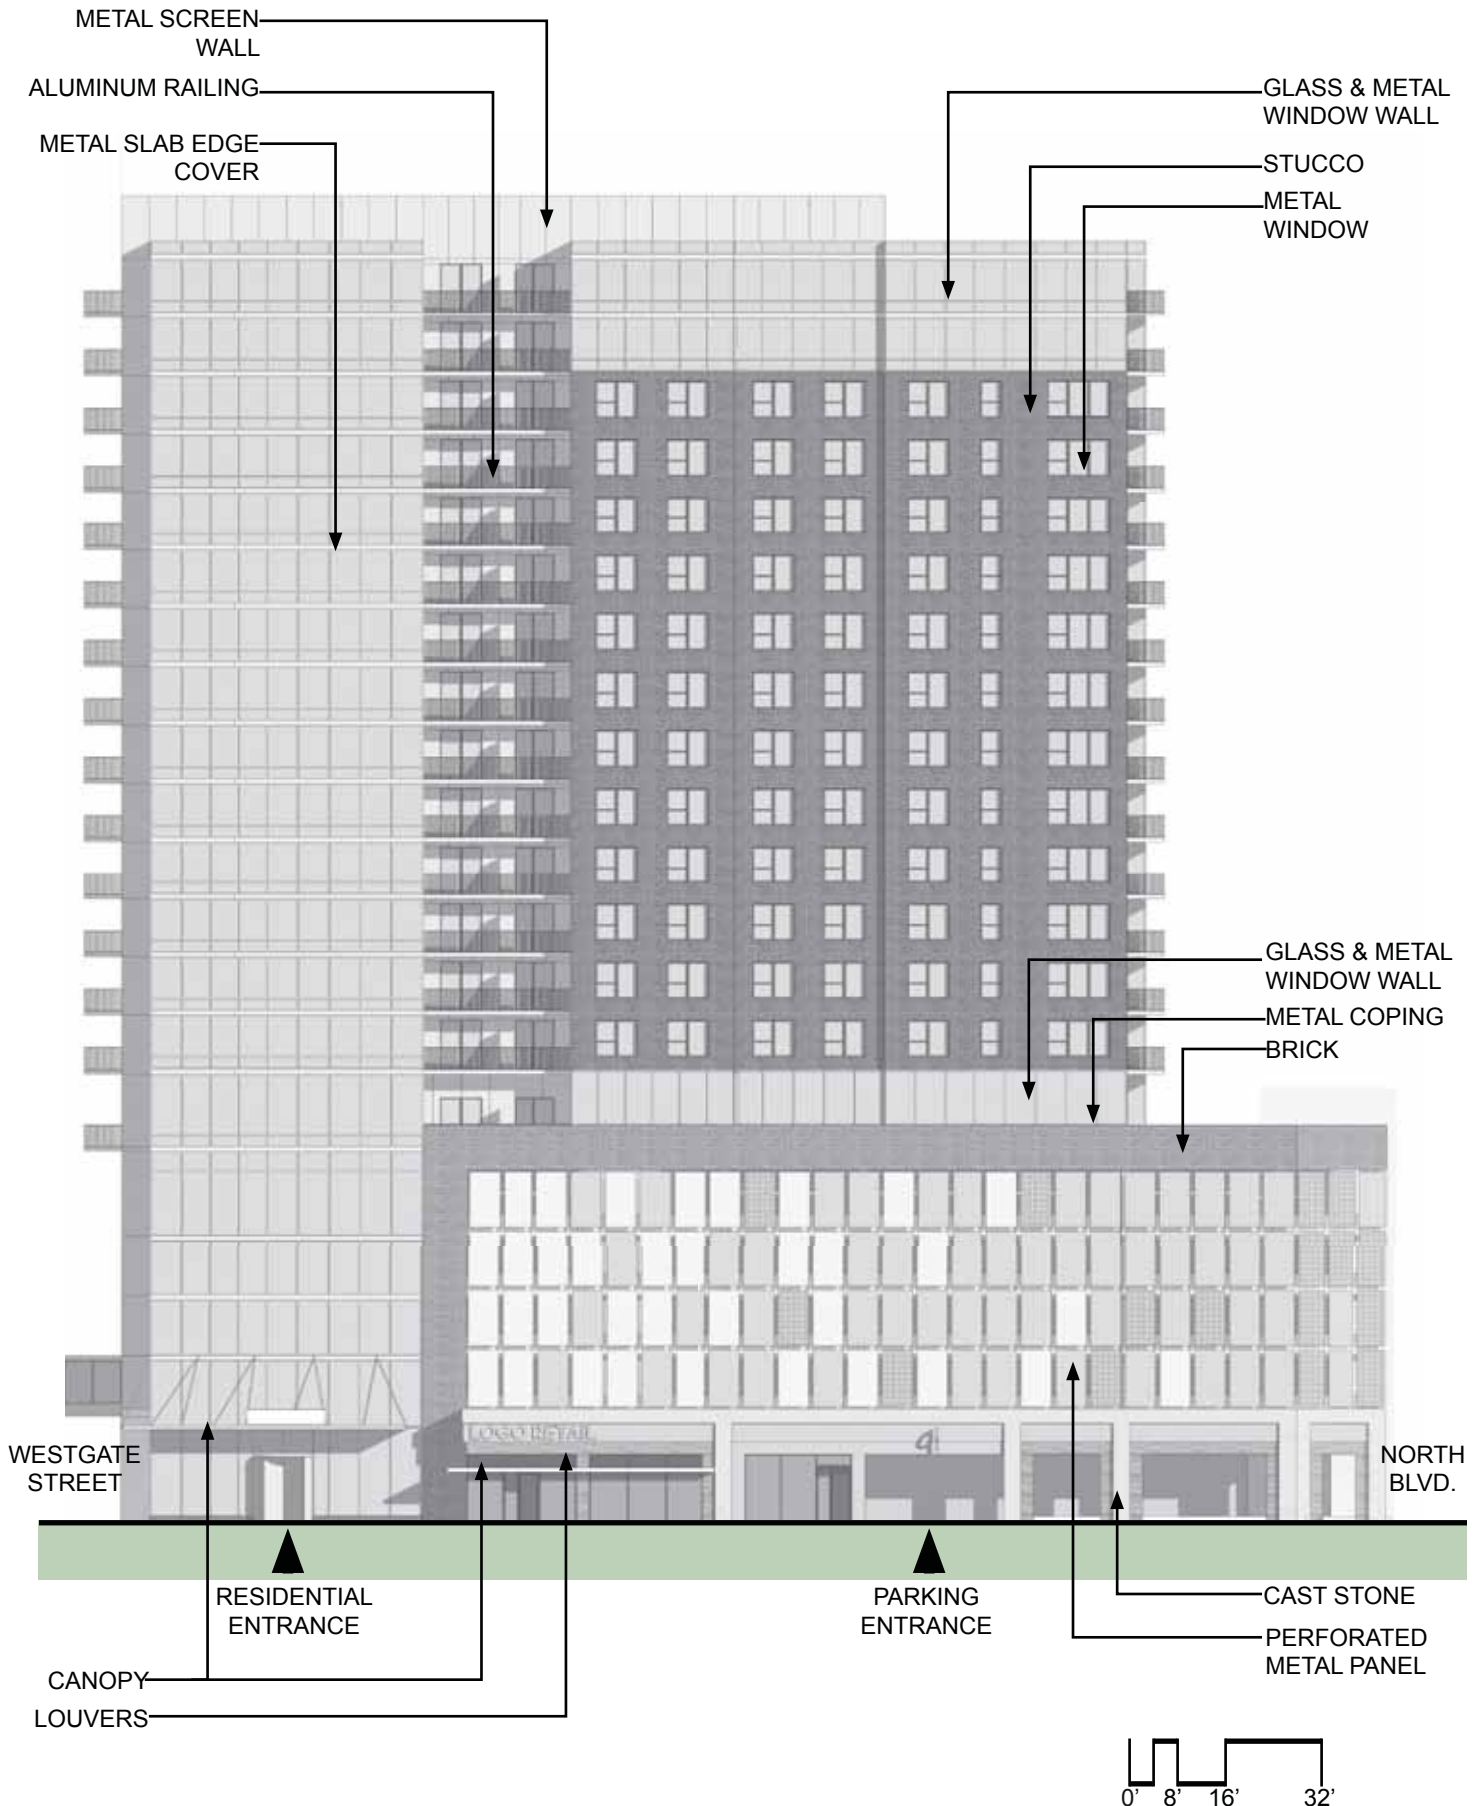 METAL SCREEN
WALL
ALUMINUM RAILING
METAL SLAB EDGE
COVER
GLASS & METAL
WINDOW WALL
STUCCO
METAL
WINDOW
GLASS & METAL
WINDOW WALL
METAL COPING
BRICK
LOGO RETAIL
WESTGATE
STREET
NORTH
BLVD.
RESIDENTIAL
ENTRANCE
PARKING
ENTRANCE
CAST STONE
PERFORATED
METAL PANEL
CANOPY
LOUVERS
0' 8' 16' 32'